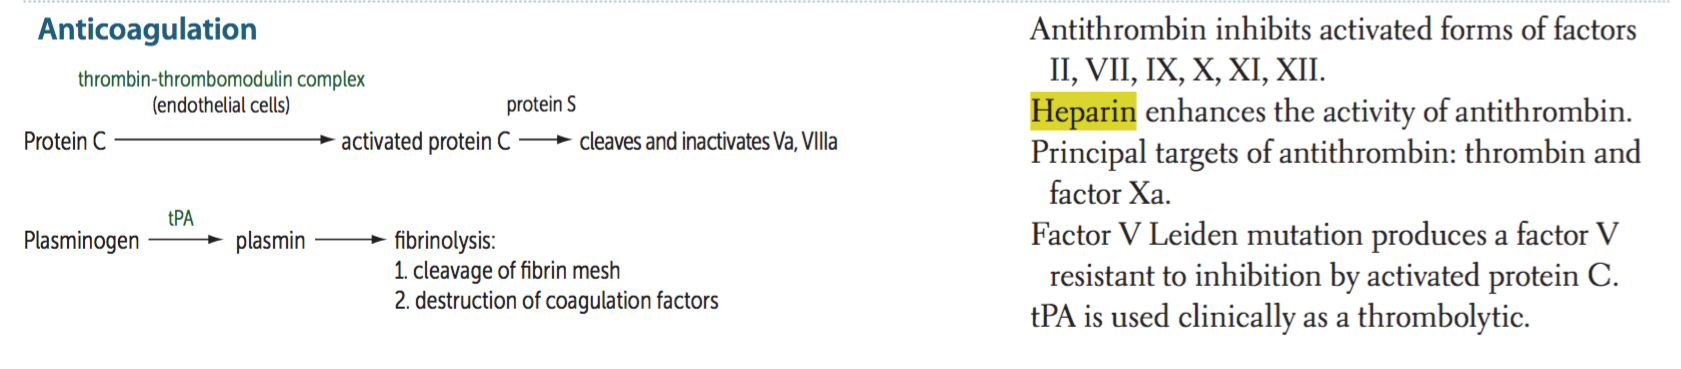 Anticoagulation
thrombin-thrombomodulin complex
(endothelial cells)
protein S
Protein C
activated protein C
cleaves and inactivates Va, VIIIa
tPA
Plasminogen
plasmin
fibrinolysis:
1. cleavage of fibrin mesh
2. destruction of coagulation factors
Antithrombin inhibits activated forms of factors
II, VII, IX, X, XI, XII.
Heparin enhances the activity of antithrombin.
Principal targets of antithrombin: thrombin and
factor Xa.
Factor V Leiden mutation produces a factor V
resistant to inhibition by activated protein C.
tPA is used clinically as a thrombolytic.